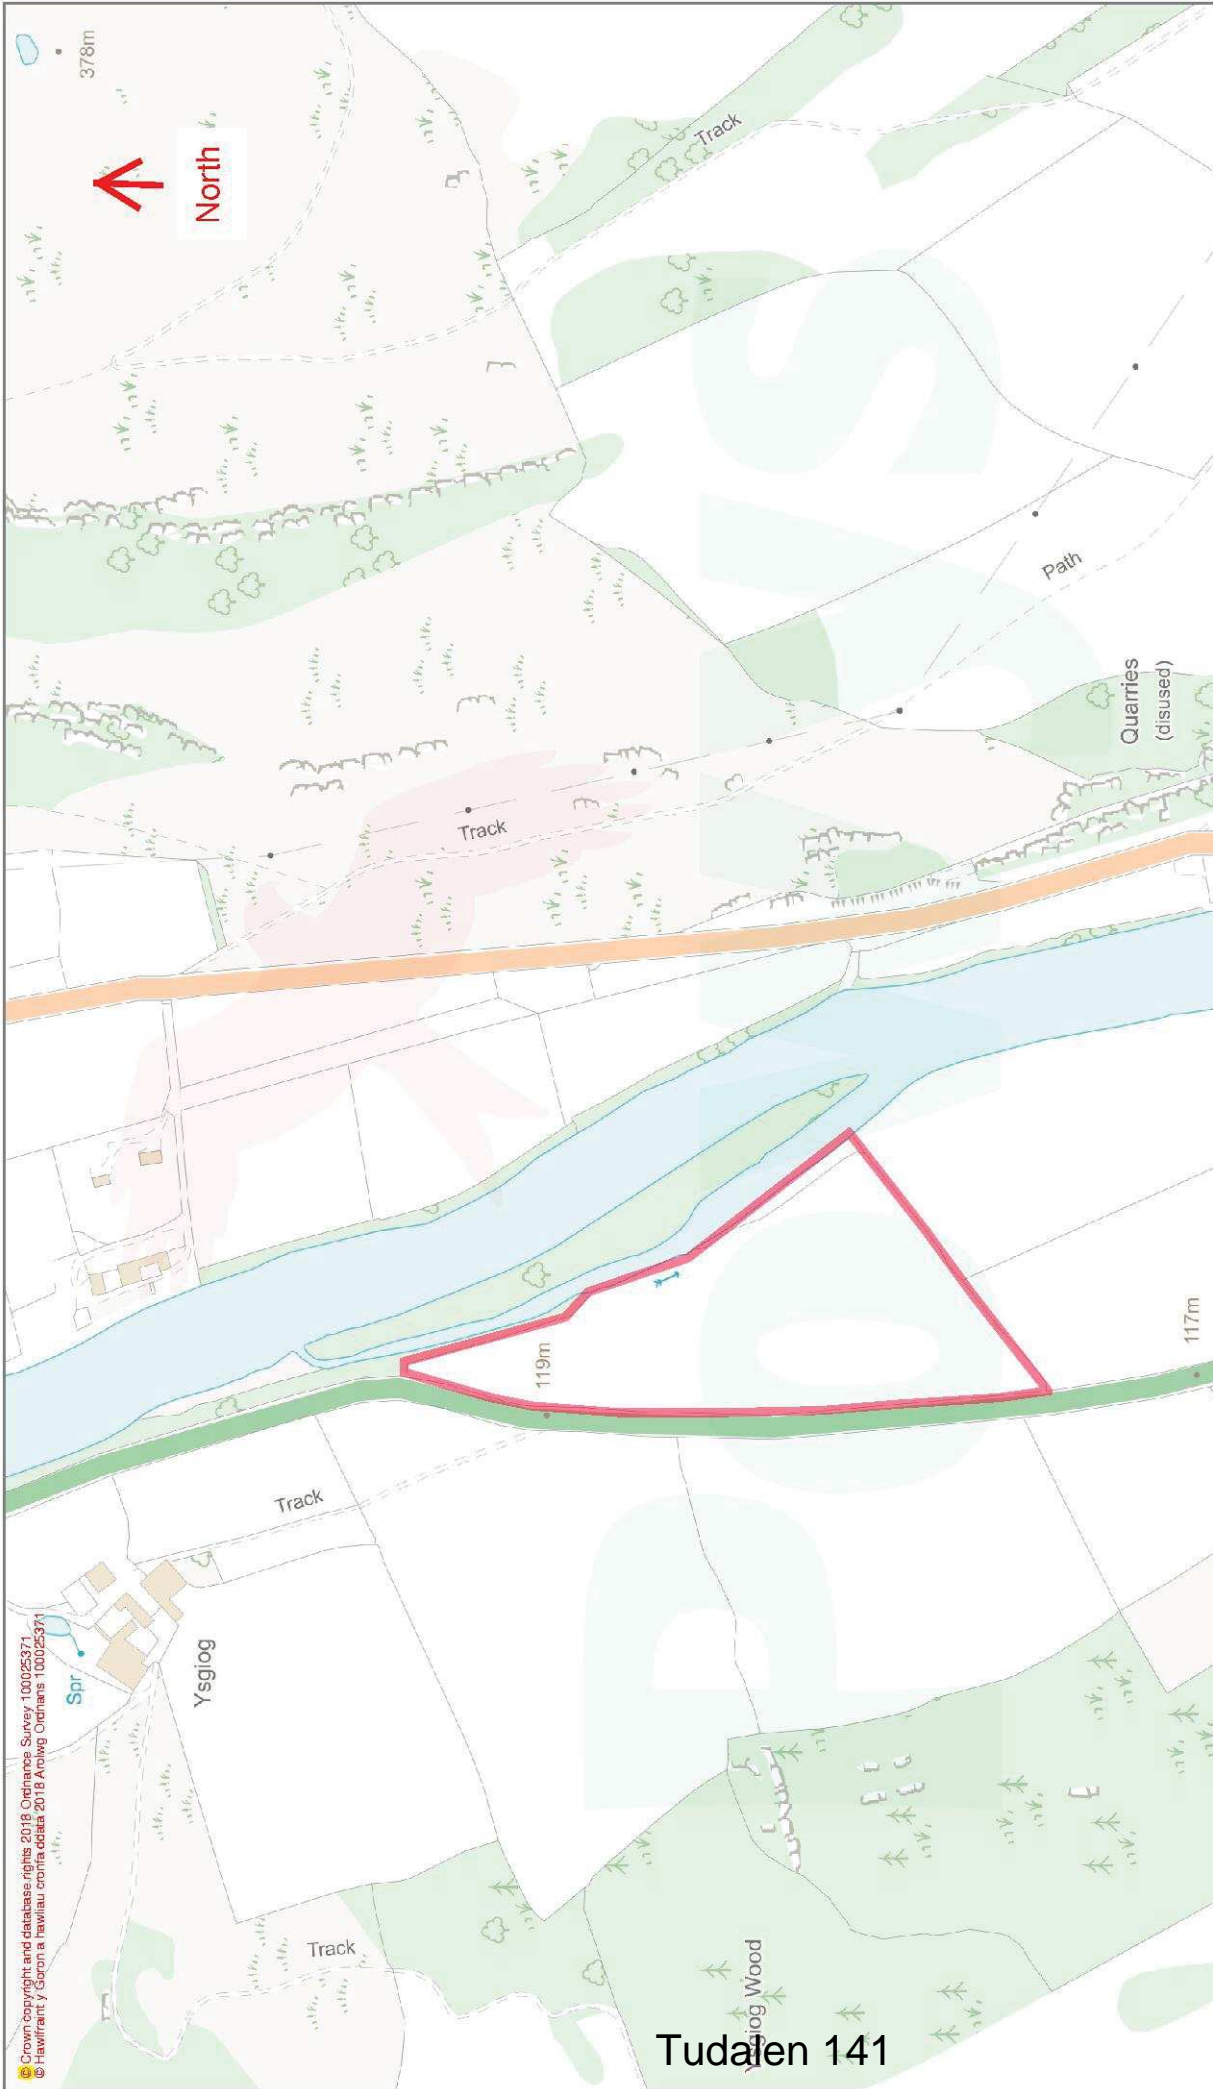 © Crown copyright and database rights 2018 Ordnance Survey 100025371
© Hawlfraint y Goron a hawliau cronfa ddata 2018 Arolwg Ordnans 100025371
378m
North
Track
Spr
Ysgiog
Track
Track
Track
Path
Quarries
(disused)
119m
117m
Ysgiog Wood
POWYS
Tudalen 141